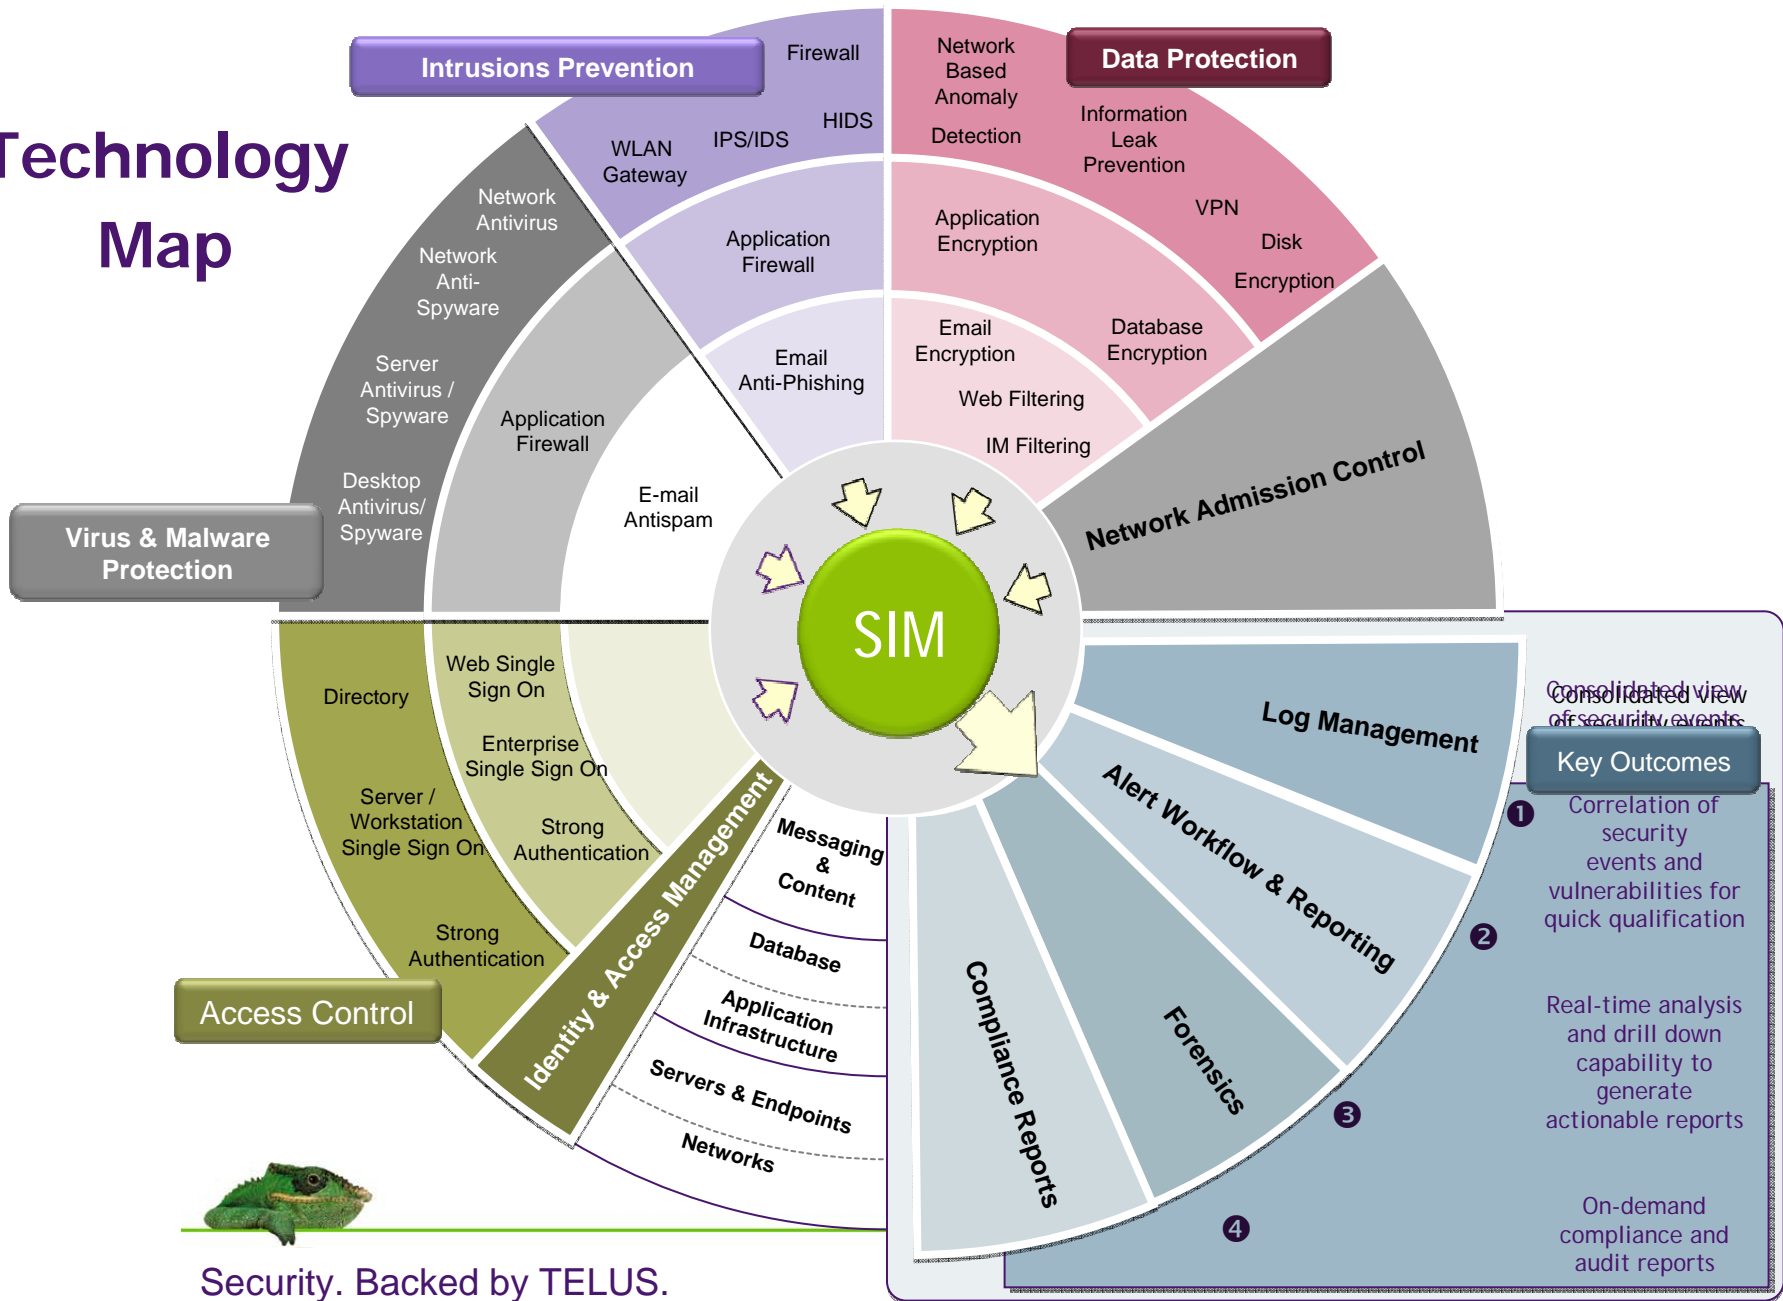 Technology
Map
Intrusions Prevention
Firewall
HIDS
IPS/IDS
WLAN
Gateway
Application
Firewall
Email
Anti-Phishing
Data Protection
Network
Based
Anomaly
Detection
Information
Leak
Prevention
VPN
Disk
Encryption
Application
Encryption
Database
Encryption
Email
Encryption
Web Filtering
IM Filtering
Network Admission Control
Network
Antivirus
Network
Anti-
Spyware
Server
Antivirus /
Spyware
Desktop
Antivirus/
Spyware
Application
Firewall
E-mail
Antispam
Virus & Malware
Protection
SIM
Directory
Server /
Workstation
Single Sign On
Strong
Authentication
Web Single
Sign On
Enterprise
Single Sign On
Strong
Authentication
Access Control
Identity & Access Management
Messaging
&
Content
Database
Application
Infrastructure
Servers & Endpoints
Networks
Log Management
Alert Workflow & Reporting
Forensics
Compliance Reports
Consolidated view
of security events
Consolidated view
of security events
Key Outcomes
1
Correlation of
security
events and
vulnerabilities for
quick qualification
2
Real-time analysis
and drill down
capability to
generate
actionable reports
3
On-demand
compliance and
audit reports
4
Security. Backed by TELUS.